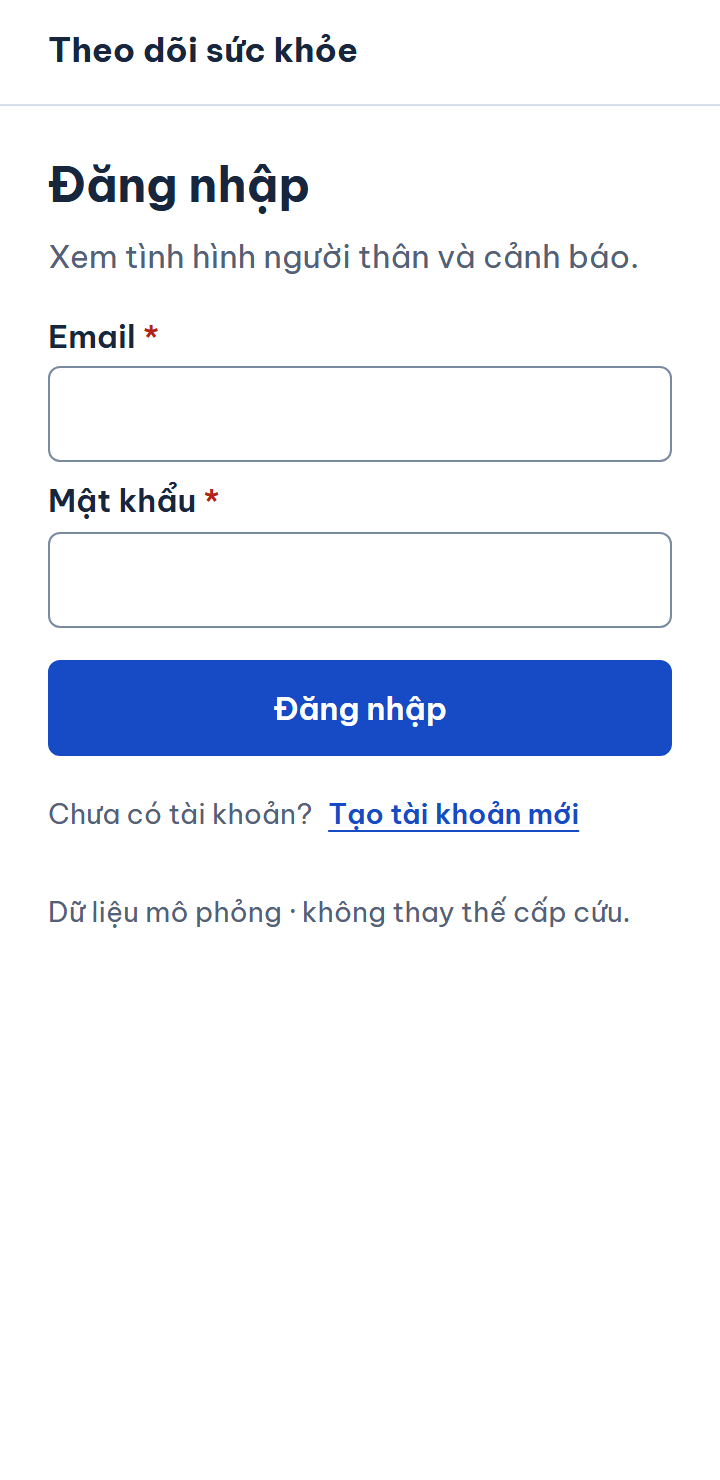 Theo dõi sức khỏe
Đăng nhập
Xem tình hình người thân và cảnh báo.
Email *
Mật khẩu *
Đăng nhập
Chưa có tài khoản? Tạo tài khoản mới
Dữ liệu mô phỏng · không thay thế cấp cứu.